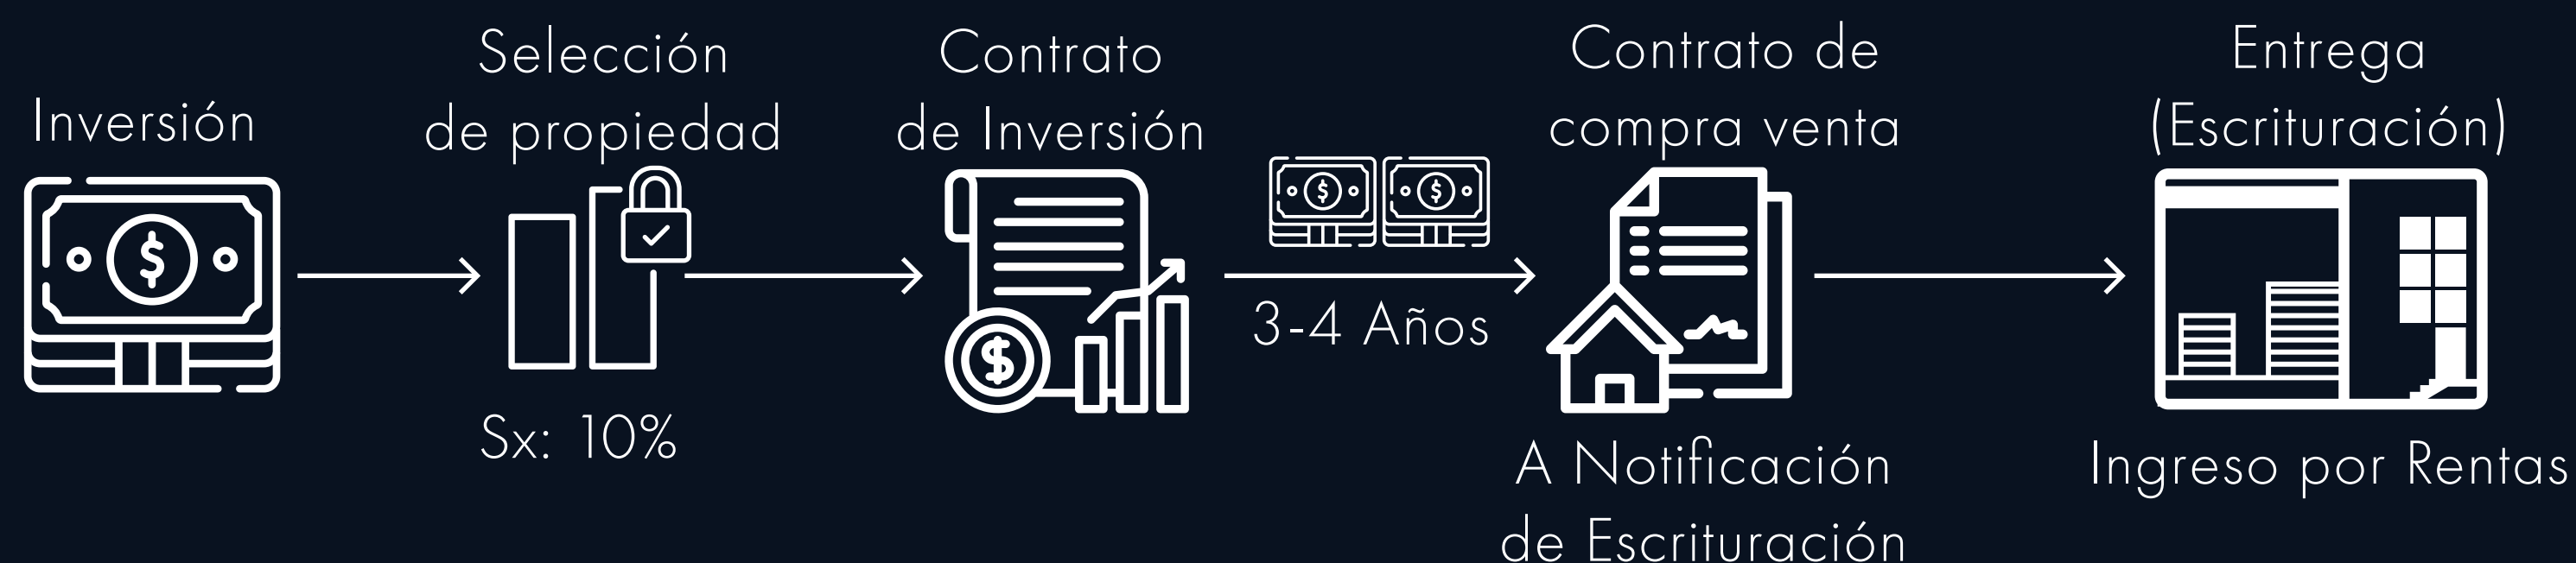 Inversión
Selección
de propiedad
Sx: 10%
Contrato
de Inversión
3-4 Años
Contrato de
compra venta
A Notificación
de Escrituración
Entrega
(Escrituración)
Ingreso por Rentas